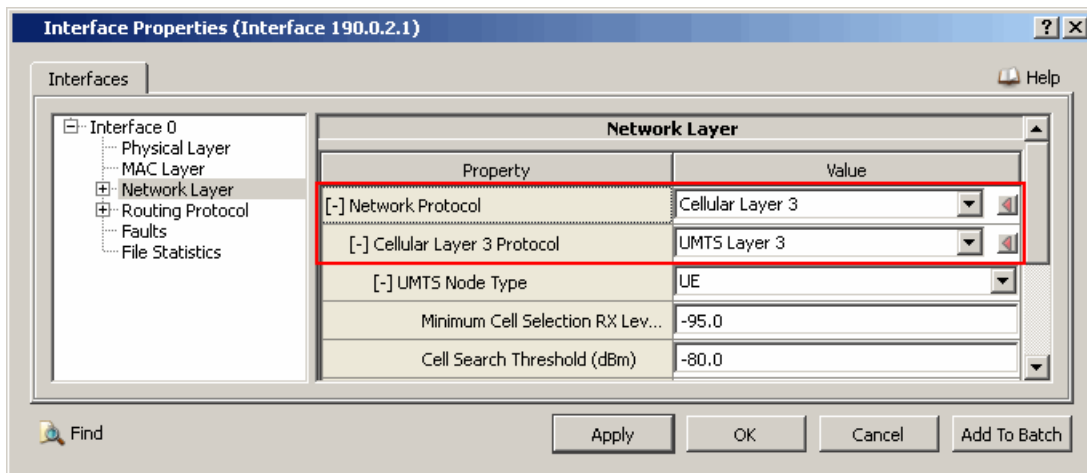 Interface Properties (Interface 190.0.2.1)
Interfaces
Help
Interface 0
Physical Layer
MAC Layer
Network Layer
Routing Protocol
Faults
File Statistics
Network Layer
Property Value
[-] Network Protocol Cellular Layer 3
[-] Cellular Layer 3 Protocol UMTS Layer 3
[-] UMTS Node Type UE
Minimum Cell Selection RX Lev... -95.0
Cell Search Threshold (dBm) -80.0
Find
Apply OK Cancel Add To Batch